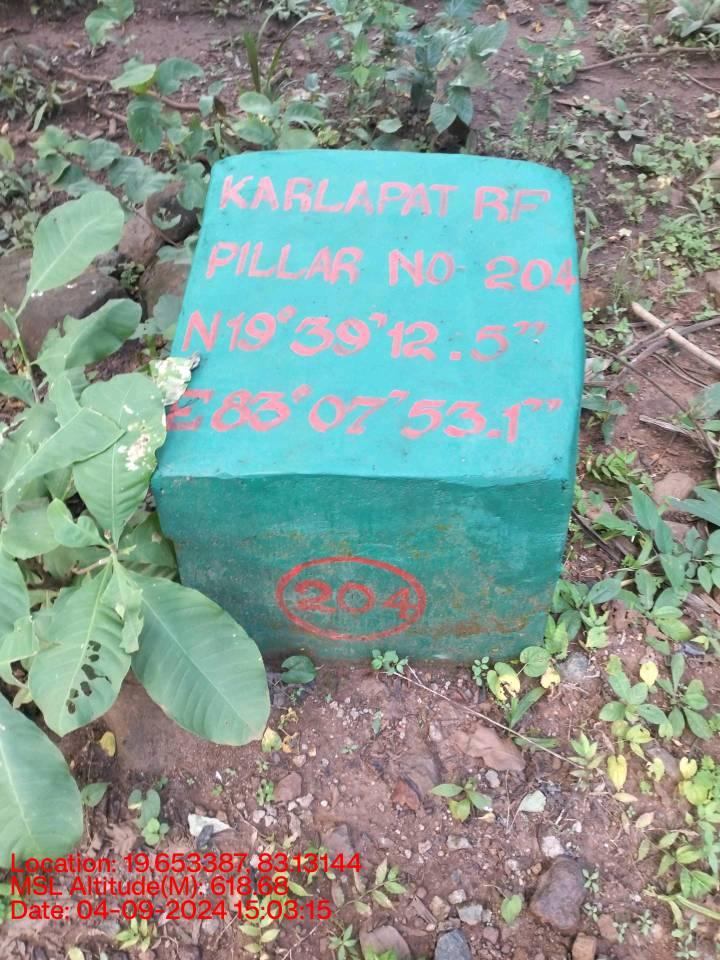 KARLAPAT RF
PILLAR NO 204
N19°39"12.5""
E83°07"53.1""
204
Location: 19.653387, 83.13144
MSL Altitude(M): 618.68
Date: 04-09-2024 15:03:15